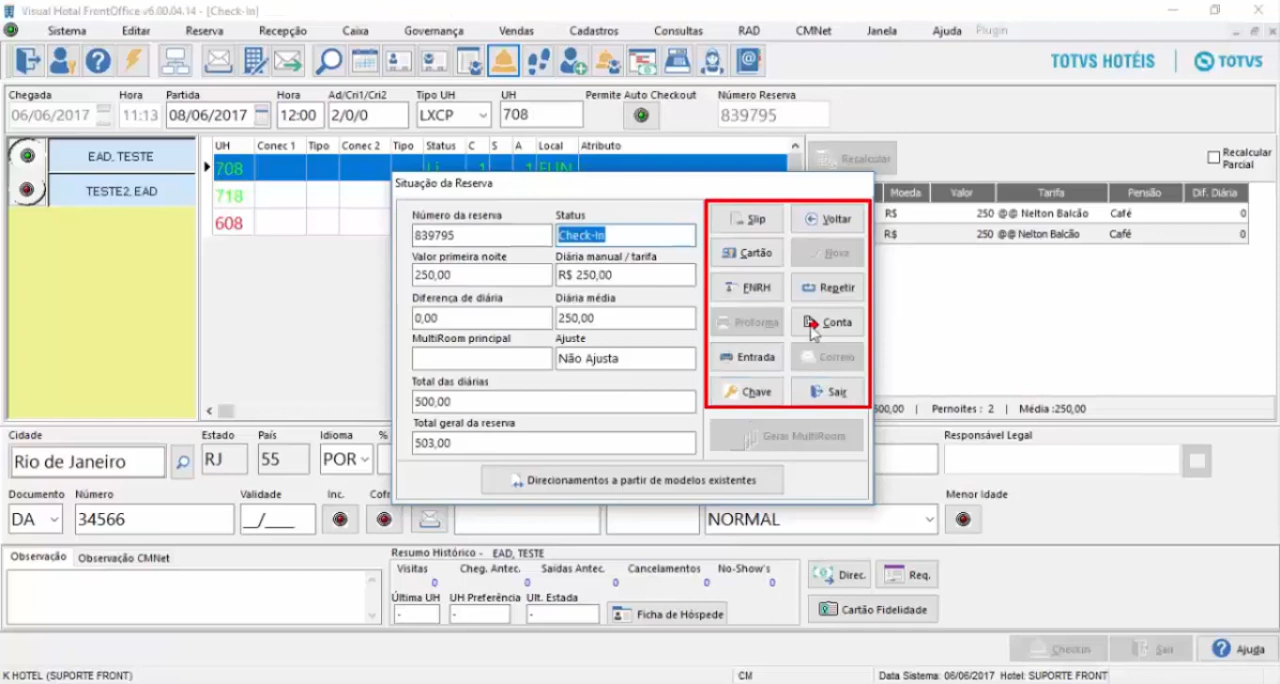 Visual Hotal FrontOffice v6.00.04.14 - [Check-In]
Sistema Editar Reserva Recepção Caixa Governança Vendas Cadastros Consultas RAD CMNet Janela Ajuda Plugin
TOTVS HOTÉIS | TOTVS
Chegada Hora Partida Hora Ad/Cri1/Cri2 Tipo UH UH Permite Auto Checkout Número Reserva
06/06/2017 11:13 08/06/2017 12:00 2/0/0 LXCP 708 839795
EAD, TESTE
TESTE2, EAD
UH Conec 1 Tipo Conec 2 Tipo Status C S A Local Atributo
708 Li 1 1 FUN
718
608
Recalcular
Recalcular
Parcial
Moeda Valor Tarifa Pensão Dif. Diária
R$ 250 @@ Nelton Balcão Café 0
R$ 250 @@ Nelton Balcão Café 0
Situação da Reserva
Número da reserva Status
839795 Check-In
Valor primeira noite Diária manual / tarifa
250,00 R$ 250,00
Diferença de diária Diária média
0,00 250,00
MultiRoom principal Ajuste
Não Ajusta
Total das diárias
500,00
Total geral da reserva
503,00
Slip Voltar
Cartão Nova
FNRH Repetir
Proforma Conta
Entrada Correio
Chave Sair
Gerar MultiRoom
Direcionamentos a partir de modelos existentes
500,00 | Pernoites : 2 | Média :250,00
Cidade Estado País Idioma % Responsável Legal
Rio de Janeiro RJ 55 POR
Documento Número Validade Inc. Cofr Menor Idade
DA 34566 _/____ NORMAL
Observação Observação CMNet
Resumo Histórico - EAD, TESTE
Visitas Cheg. Antec. Saídas Antec. Cancelamentos No-Show's
0 0 0 0 0
Última UH UH Preferência Ult. Estada
- - - Ficha de Hóspede
Direc. Req.
Cartão Fidelidade
Checkin Sair Ajuda
K HOTEL (SUPORTE FRONT) CM Data Sistema: 06/06/2017 Hotel: SUPORTE FRONT